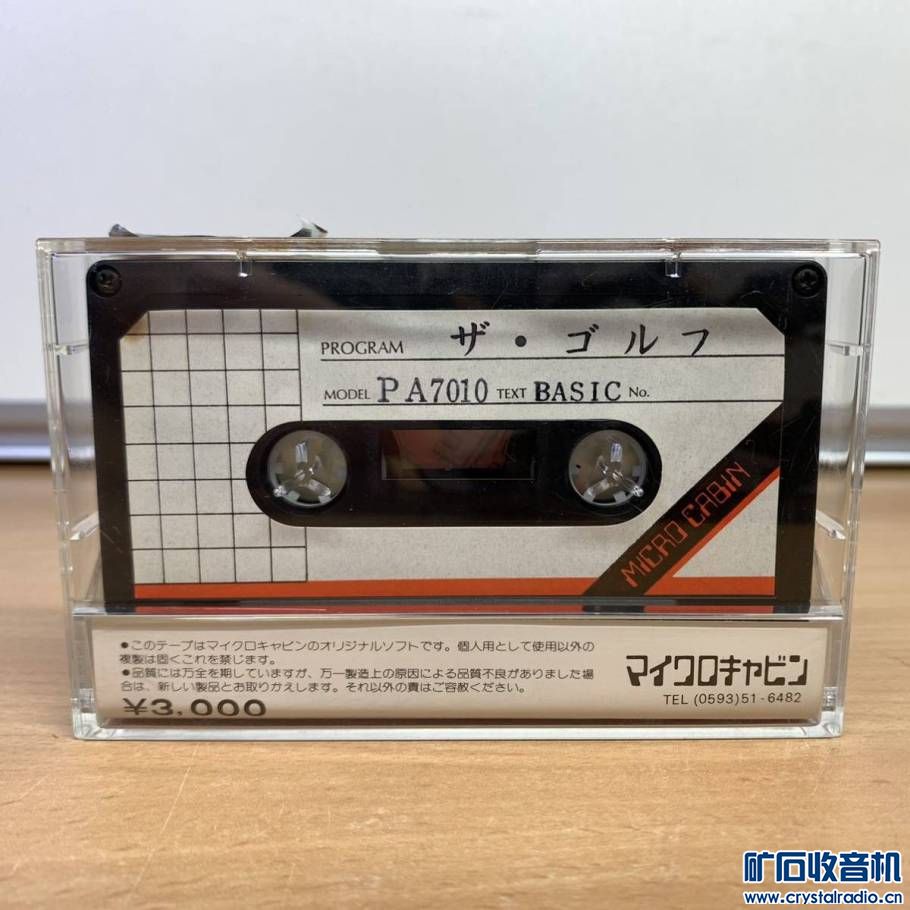 PROGRAM ザ・ゴルフ
MODEL PA7010 TEXT BASIC No.
MICRO CABIN
●このテープはマイクロキャビンのオリジナルソフトです。個人用として使用以外の
複製は固くこれを禁じます。
●品質には万全を期していますが、万一製造上の原因による品質不良がありました場
合は、新しい製品とお取りかえします。それ以外の責はご容赦ください。
¥3,000
マイクロキャビン
TEL (0593)51-6482
矿石收音机
www.crystalradio.cn